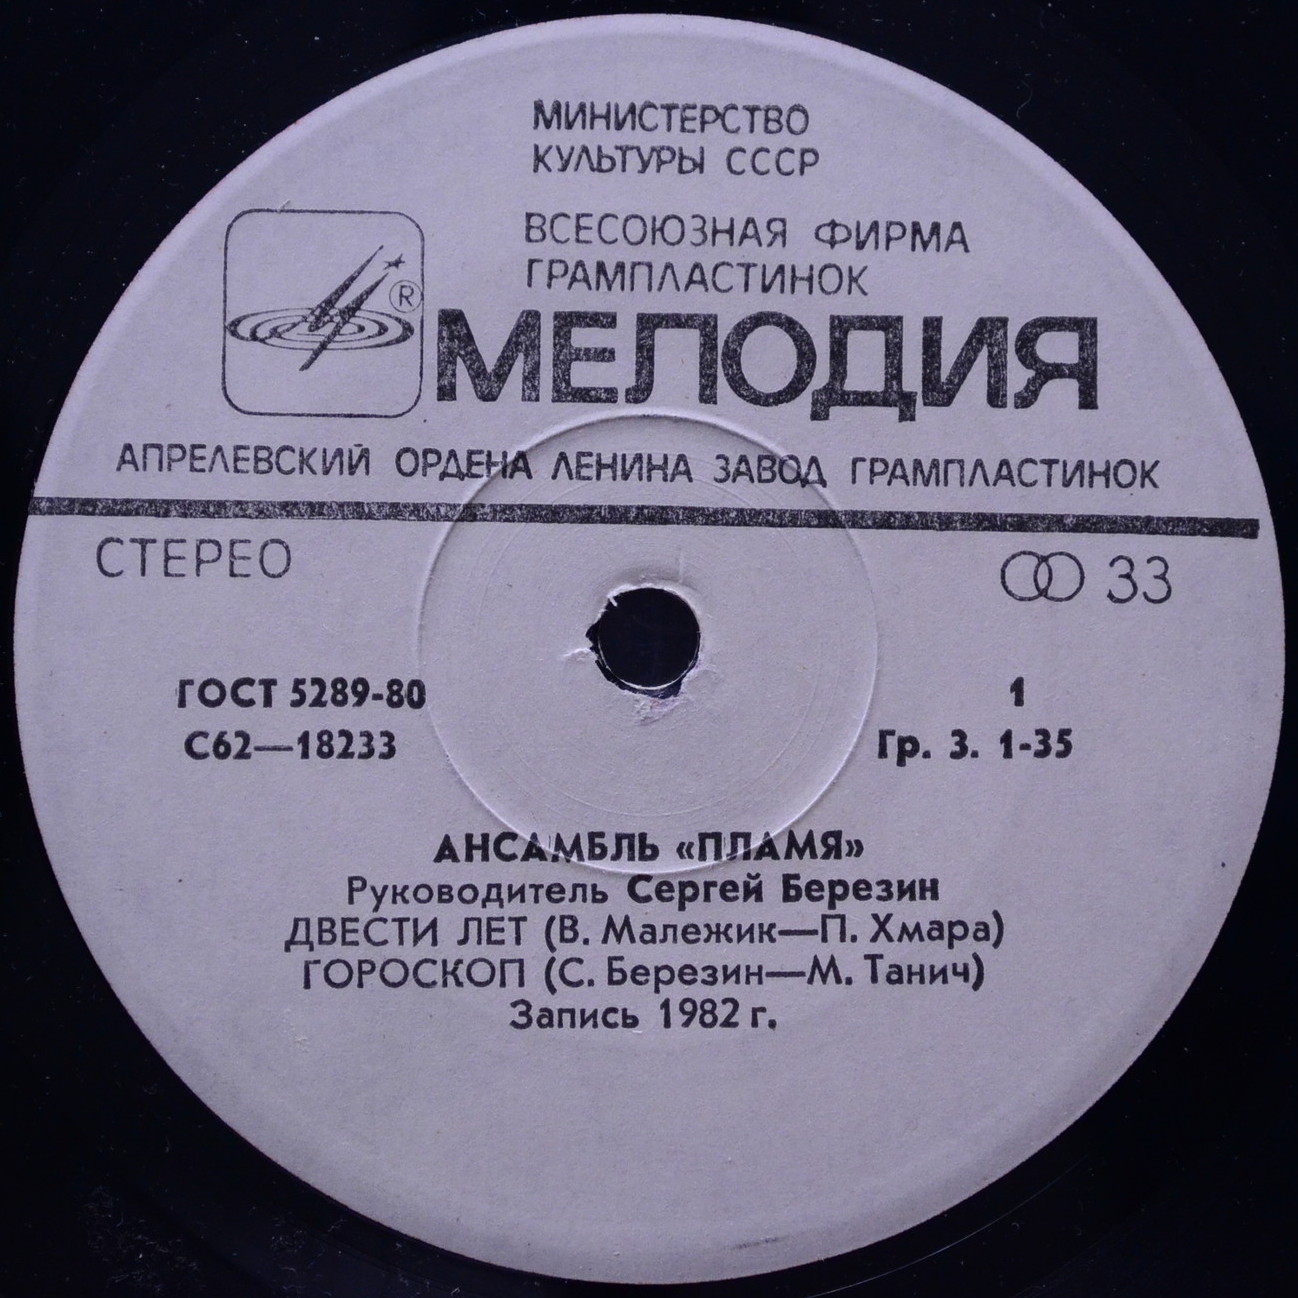 МИНИСТЕРСТВО
КУЛЬТУРЫ СССР
ВСЕСОЮЗНАЯ ФИРМА
ГРАМПЛАСТИНОК
®
МЕЛОДИЯ
АПРЕЛЕВСКИЙ ОРДЕНА ЛЕНИНА ЗАВОД ГРАМПЛАСТИНОК
СТЕРЕО
33
ГОСТ 5289-80
1
С62—18233
Гр. 3. 1-35
АНСАМБЛЬ «ПЛАМЯ»
Руководитель Сергей Березин
ДВЕСТИ ЛЕТ (В. Малежик—П. Хмара)
ГОРОСКОП (С. Березин—М. Танич)
Запись 1982 г.